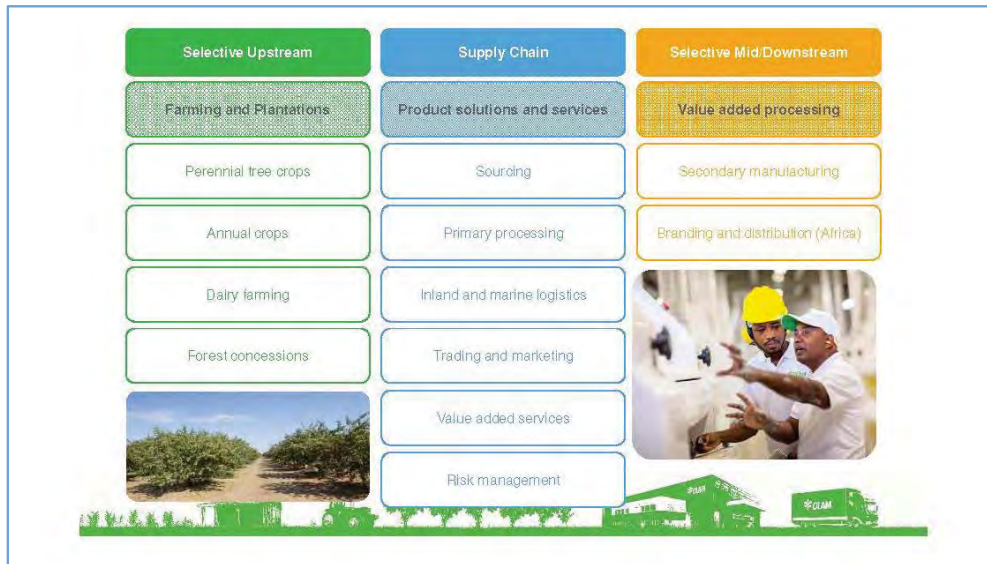 Selective Upstream
Farming and Plantations
Perennial tree crops
Annual crops
Dairy farming
Forest concessions
Supply Chain
Product solutions and services
Sourcing
Primary processing
Inland and marine logistics
Trading and marketing
Value added services
Risk management
Selective Mid/Downstream
Value added processing
Secondary manufacturing
Branding and distribution (Africa)
OLAM
OLAM